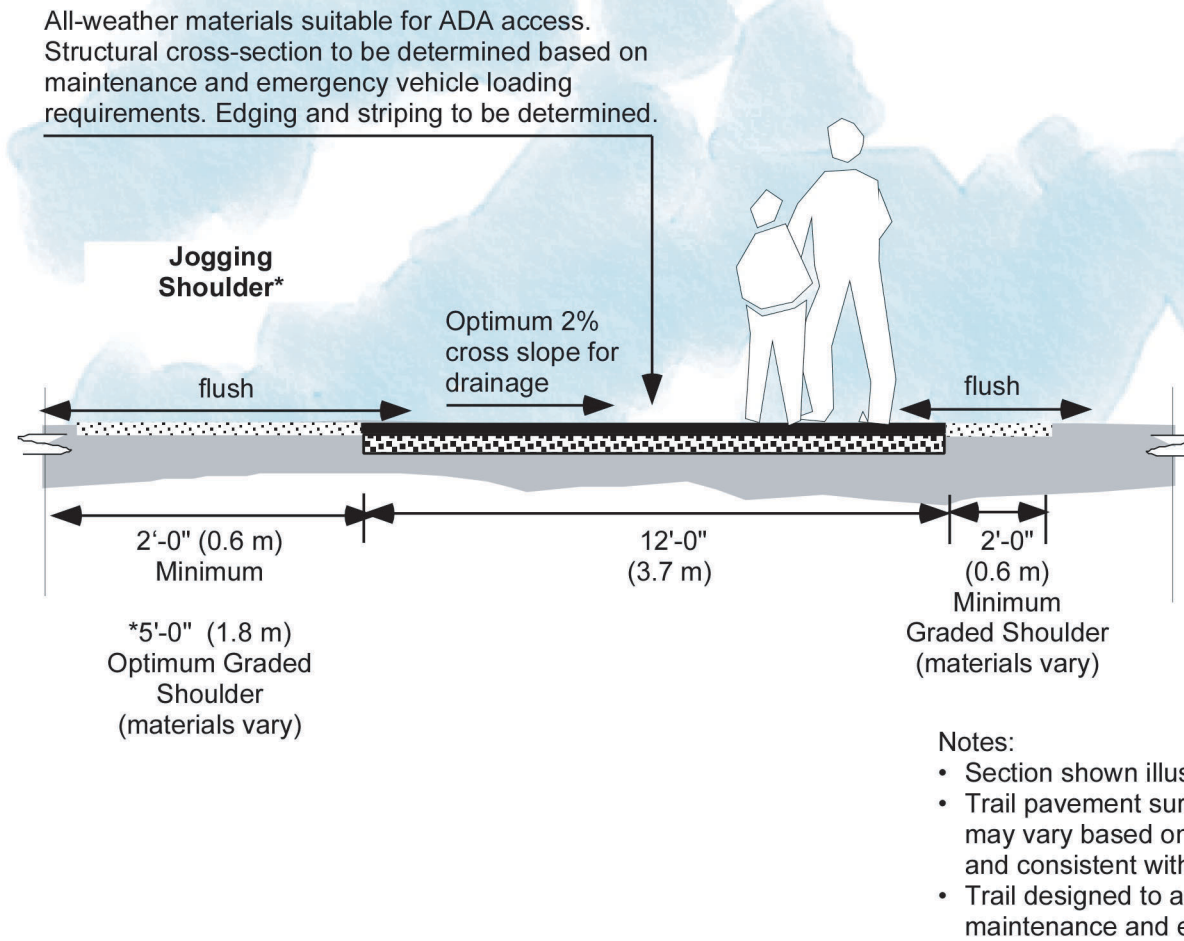 All-weather materials suitable for ADA access.
Structural cross-section to be determined based on
maintenance and emergency vehicle loading
requirements. Edging and striping to be determined.
Jogging
Shoulder*
Optimum 2%
cross slope for
drainage
flush
flush
2‘-0" (0.6 m)
Minimum
*5'-0" (1.8 m)
Optimum Graded
Shoulder
(materials vary)
12'-0"
(3.7 m)
2'-0"
(0.6 m)
Minimum
Graded Shoulder
(materials vary)
Notes:
• Section shown
• Trail pavement
may vary based
and consistent
• Trail designed to
maintenance and